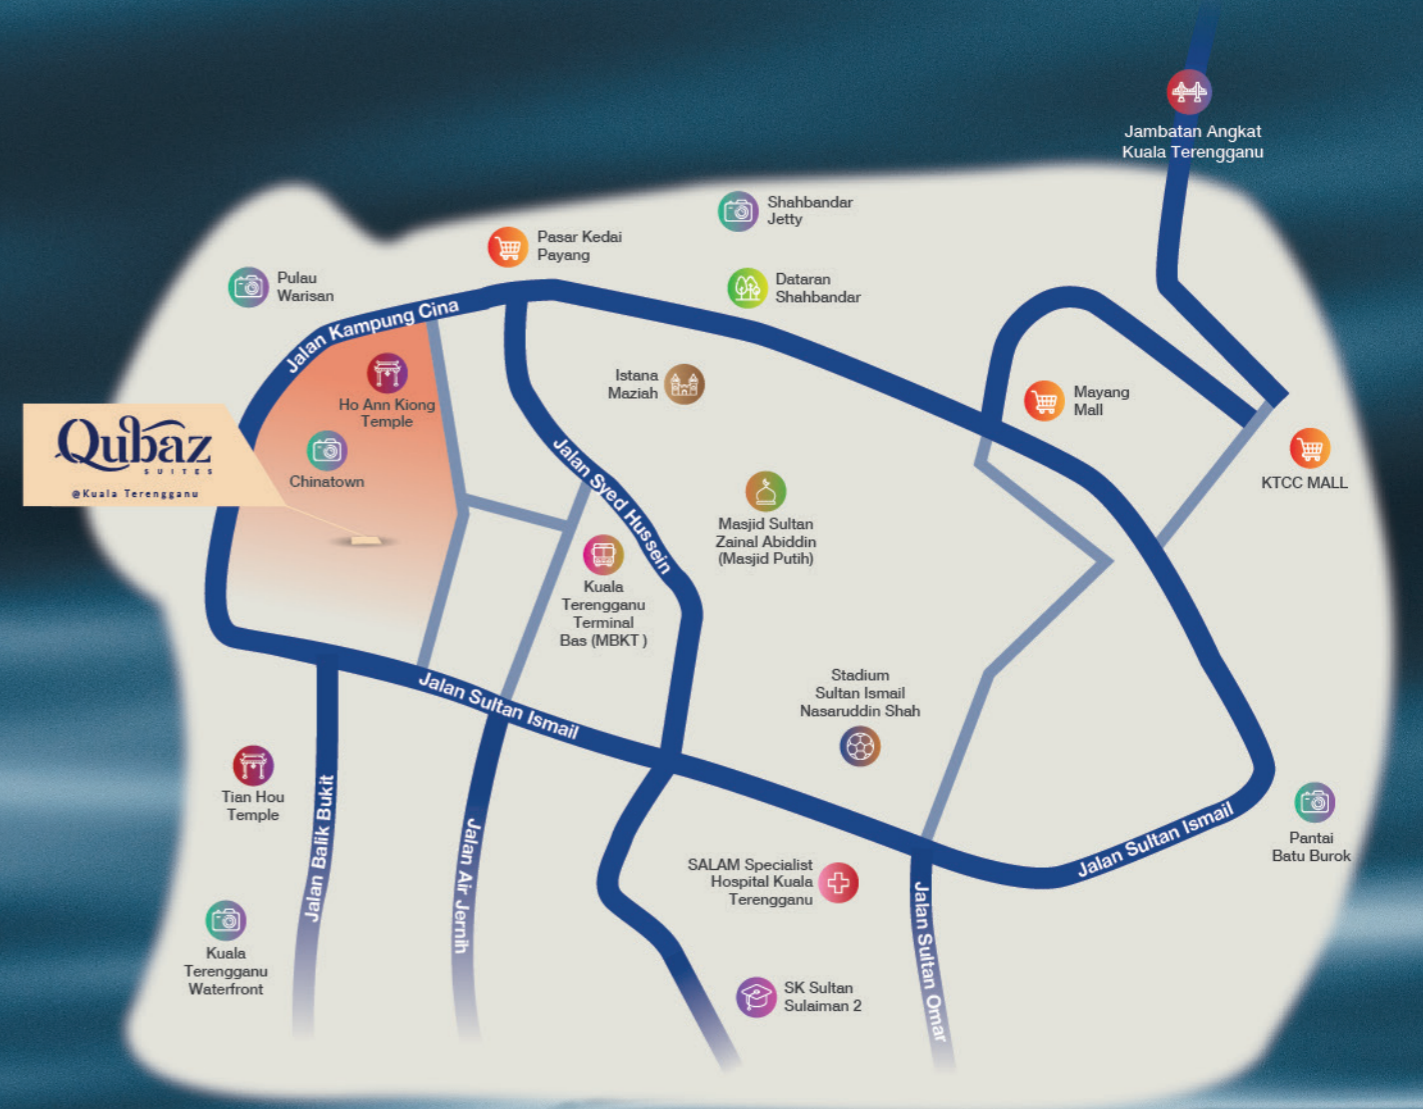 Jambatan Angkat
Kuala Terengganu
Shahbandar
Jetty
Pasar Kedai
Payang
Pulau
Warisan
Dataran
Shahbandar
Jalan Kampung Cina
Ho Ann Kiong
Temple
Istana
Maziah
Mayang
Mall
Qubaz
SUITES
@Kuala Terengganu
Chinatown
KTCC MALL
Jalan Syed Hussein
Masjid Sultan
Zainal Abiddin
(Masjid Putih)
Kuala
Terengganu
Terminal
Bas (MBKT )
Jalan Sultan Ismail
Stadium
Sultan Ismail
Nasaruddin Shah
Tian Hou
Temple
Jalan Balik Bukit
Jalan Air Jernih
Jalan Sultan Ismail
Pantai
Batu Burok
SALAM Specialist
Hospital Kuala
Terengganu
Jalan Sultan Omar
Kuala
Terengganu
Waterfront
SK Sultan
Sulaiman 2